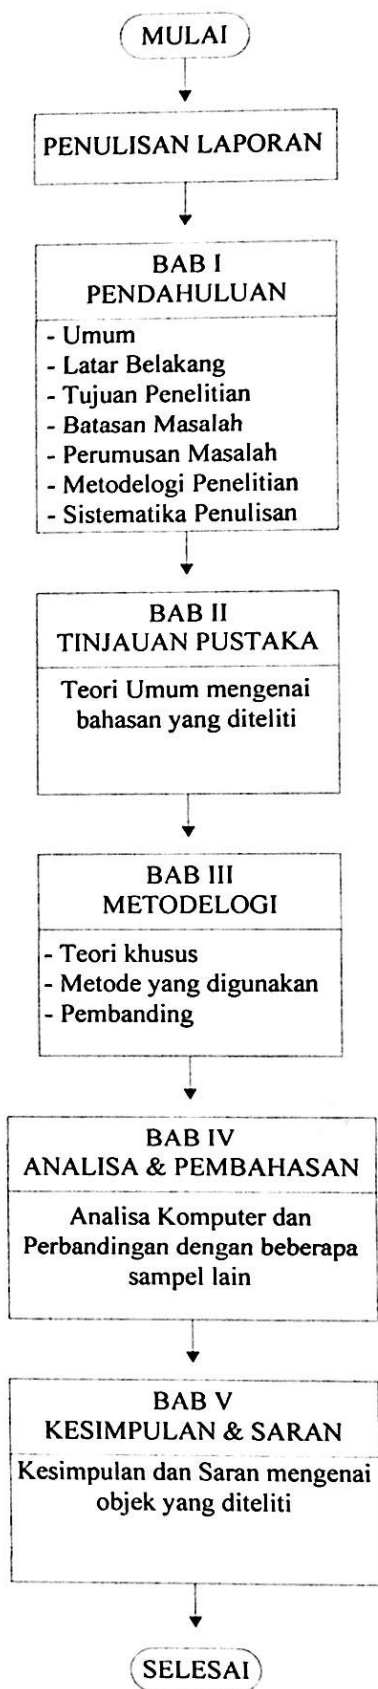 MULAI
PENULISAN LAPORAN
BAB I
PENDAHULUAN
- Umum
- Latar Belakang
- Tujuan Penelitian
- Batasan Masalah
- Perumusan Masalah
- Metodelogi Penelitian
- Sistematika Penulisan
BAB II
TINJAUAN PUSTAKA
Teori Umum mengenai
bahasan yang diteliti
BAB III
METODELOGI
- Teori khusus
- Metode yang digunakan
- Pembanding
BAB IV
ANALISA & PEMBAHASAN
Analisa Komputer dan
Perbandingan dengan beberapa
sampel lain
BAB V
KESIMPULAN & SARAN
Kesimpulan dan Saran mengenai
objek yang diteliti
SELESAI